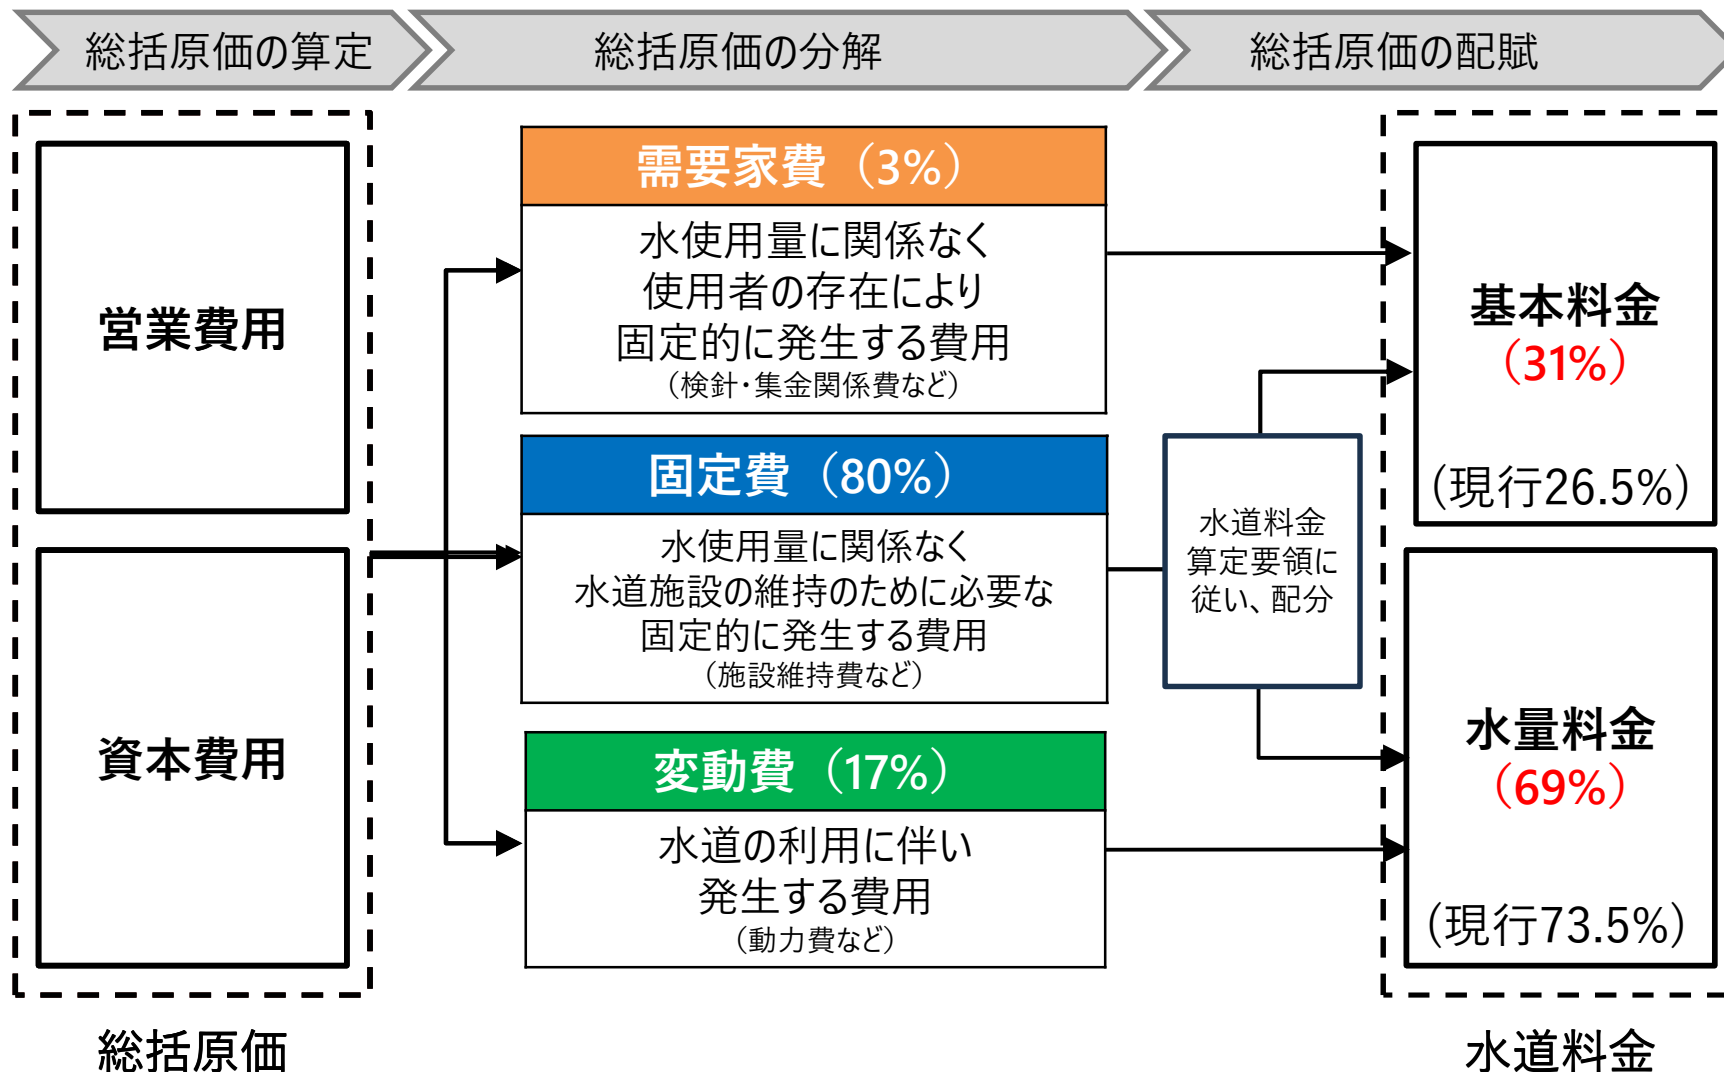 総括原価の算定
総括原価の分解
総括原価の配賦
営業費用
資本費用
総括原価
需要家費（3%）
水使用量に関係なく
使用者の存在により
固定的に発生する費用
（検針・集金関係費など）
固定費（80%）
水使用量に関係なく
水道施設の維持のために必要な
固定的に発生する費用
（施設維持費など）
変動費（17%）
水道の利用に伴い
発生する費用
（動力費など）
水道料金
算定要領に
従い、配分
基本料金
（31%）
（現行26.5%）
水量料金
（69%）
（現行73.5%）
水道料金